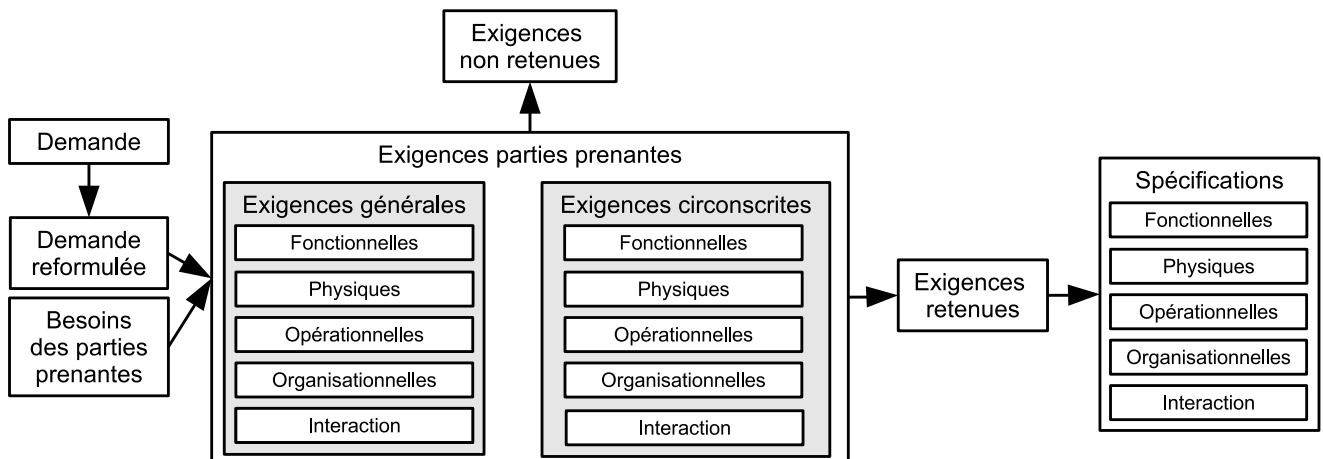 Exigences
non retenues
Demande
Demande
reformulée
Besoins
des parties
prenantes
Exigences parties prenantes
Exigences générales
Fonctionnelles
Physiques
Opérationnelles
Organisationnelles
Interaction
Exigences circonscrites
Fonctionnelles
Physiques
Opérationnelles
Organisationnelles
Interaction
Exigences
retenues
Spécifications
Fonctionnelles
Physiques
Opérationnelles
Organisationnelles
Interaction